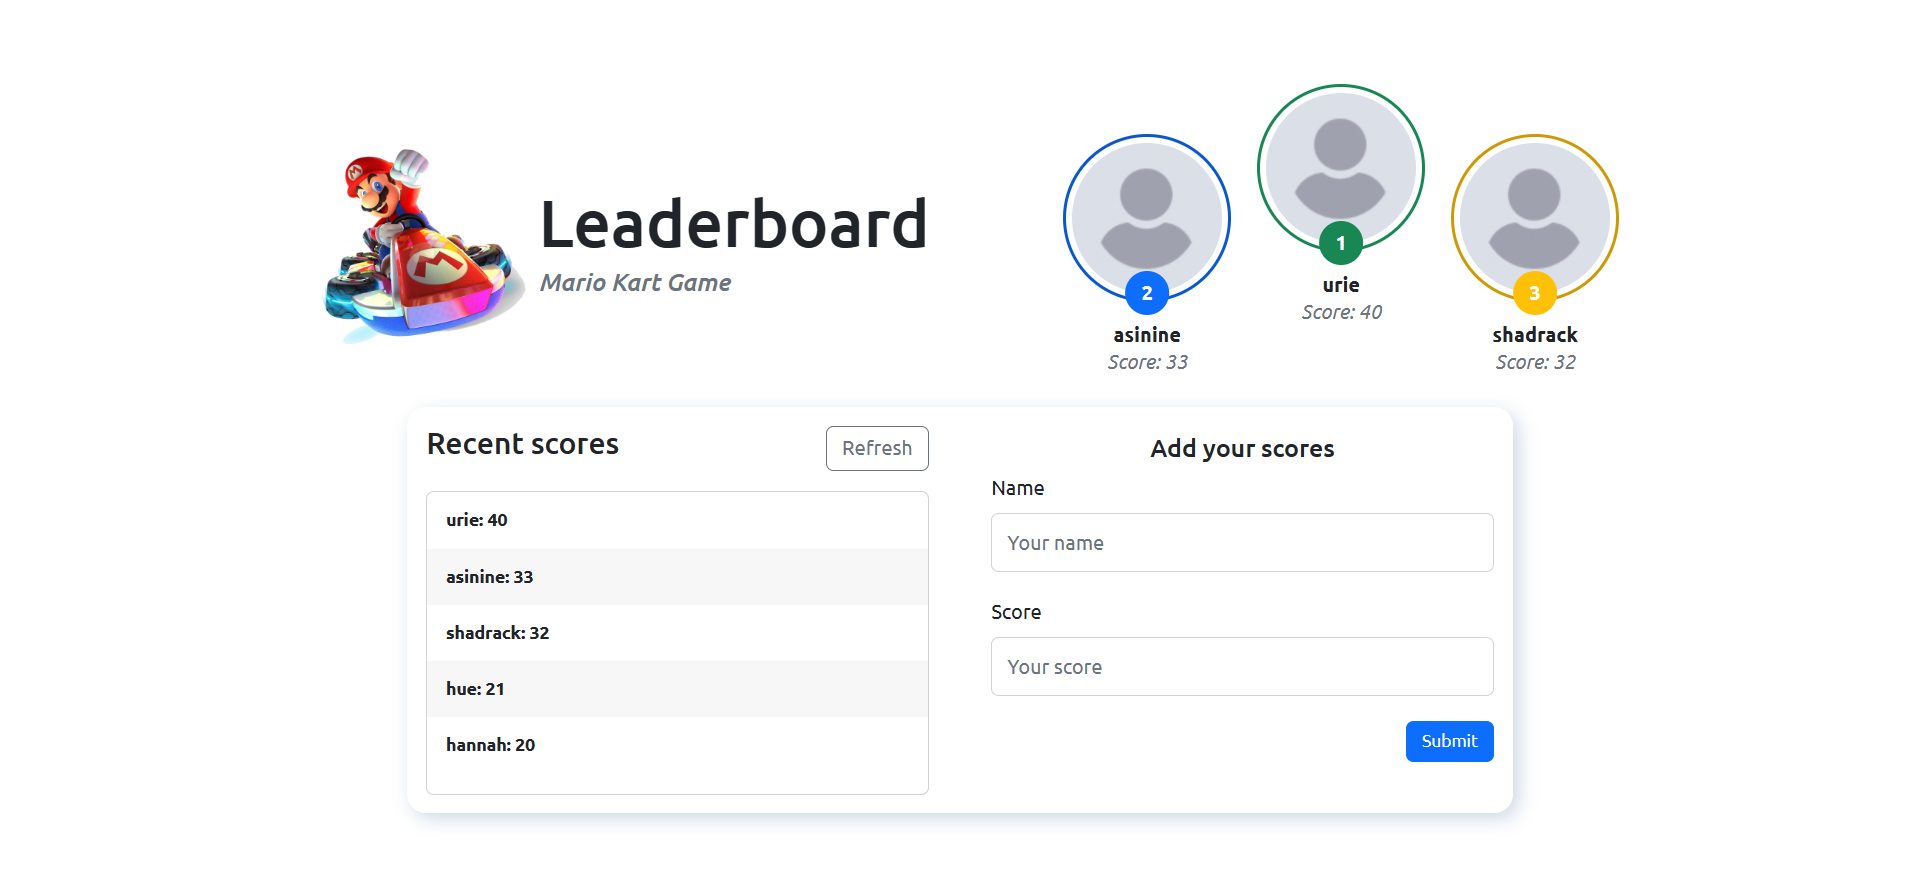 Leaderboard
Mario Kart Game
1
urie
Score: 40
2
asinine
Score: 33
3
shadrack
Score: 32
Recent scores
Refresh
urie: 40
asinine: 33
shadrack: 32
hue: 21
hannah: 20
Add your scores
Name
Your name
Score
Your score
Submit